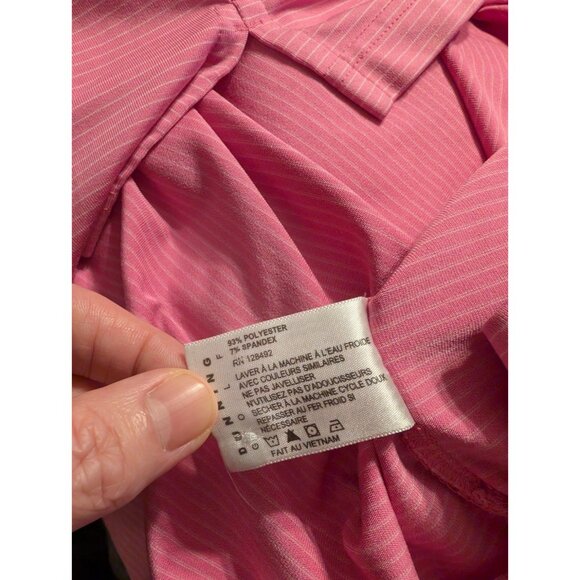 DUNNING
GOLF
93% POLYESTER
7% SPANDEX
RN 128492
LAVER À LA MACHINE À L'EAU FROIDE
AVEC COULEURS SIMILAIRES
NE PAS JAVELLISER
N'UTILISEZ PAS D'ADOUCISSEURS
SÉCHER À LA MACHINE CYCLE DOUX
REPASSER AU FER FROID SI
NÉCESSAIRE
FAIT AU VIETNAM